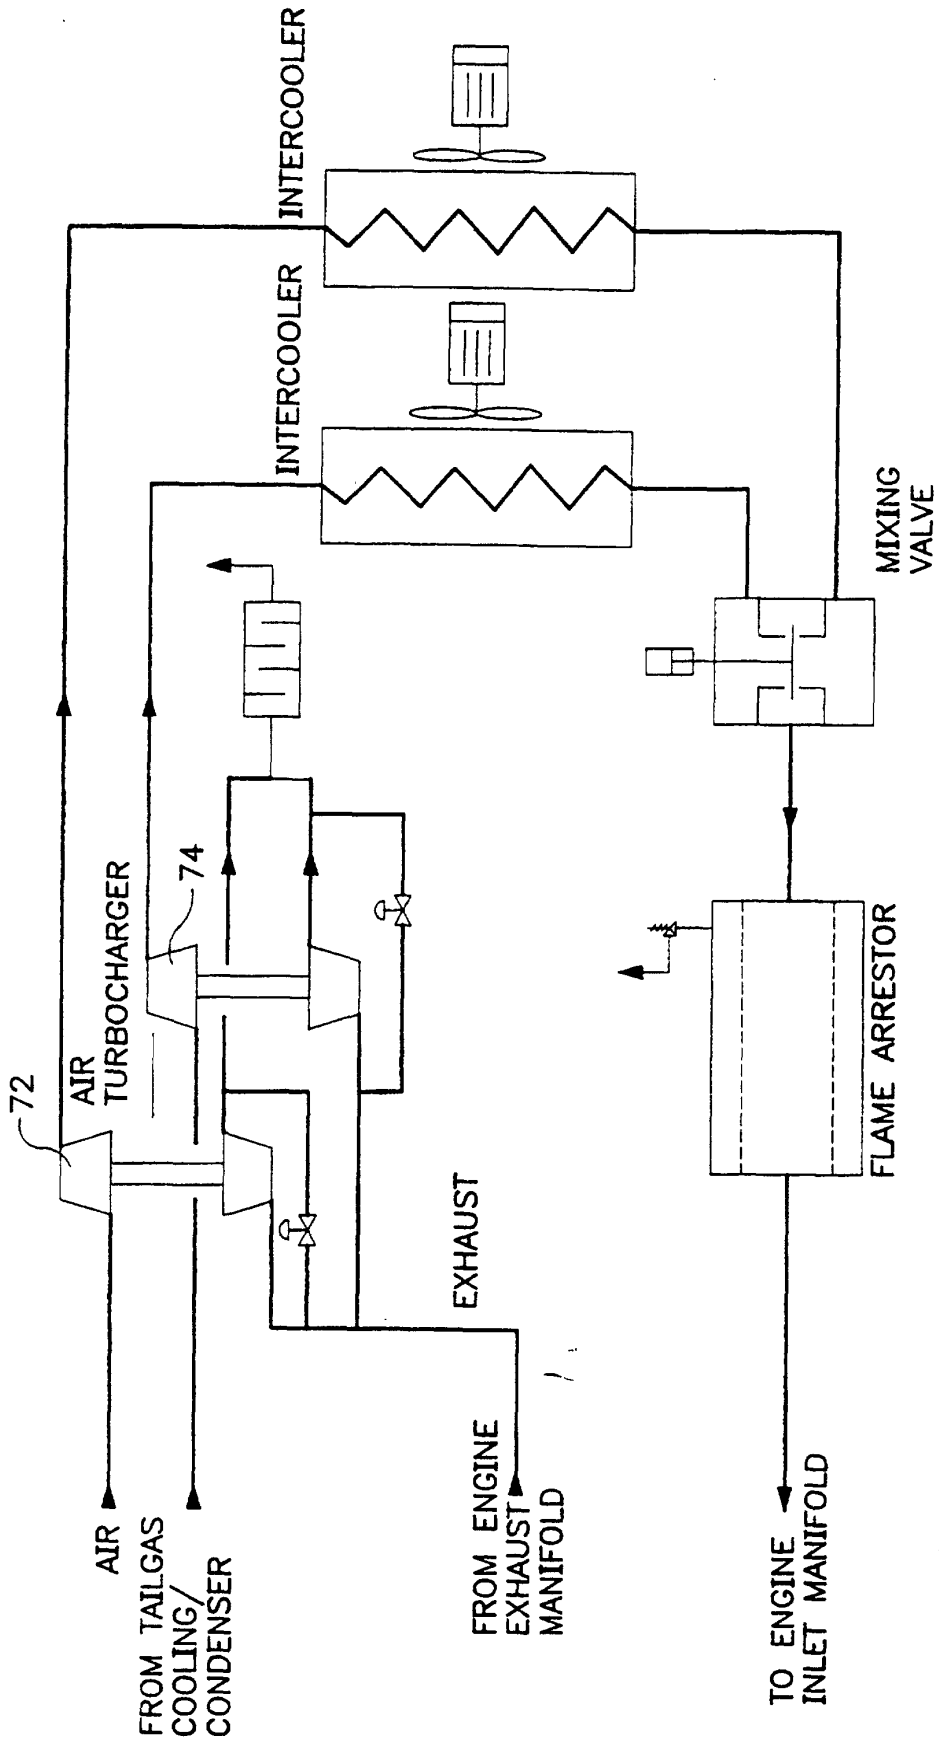 72
AIR
TURBOCHARGER
74
INTERCOOLER
INTERCOOLER
AIR
FROM TAILGAS
COOLING/
CONDENSER
EXHAUST
FROM ENGINE
EXHAUST
MANIFOLD
MIXING
VALVE
FLAME ARRESTOR
TO ENGINE
INLET MANIFOLD